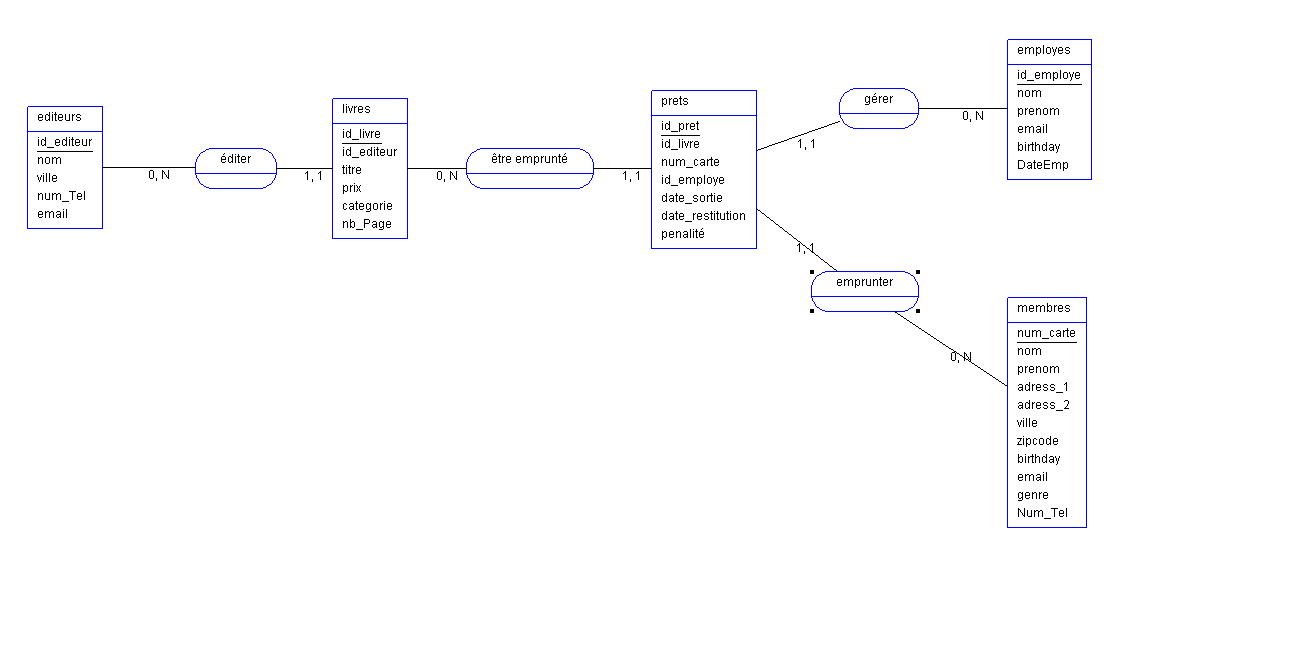 editeurs
id_editeur
nom
ville
num_Tel
email
0, N
éditer
1, 1
livres
id_livre
id_editeur
titre
prix
categorie
nb_Page
0, N
être emprunté
1, 1
prets
id_pret
id_livre
num_carte
id_employe
date_sortie
date_restitution
penalité
1, 1
gérer
0, N
employes
id_employe
nom
prenom
email
birthday
DateEmp
1, 1
emprunter
0, N
membres
num_carte
nom
prenom
adress_1
adress_2
ville
zipcode
birthday
email
genre
Num_Tel